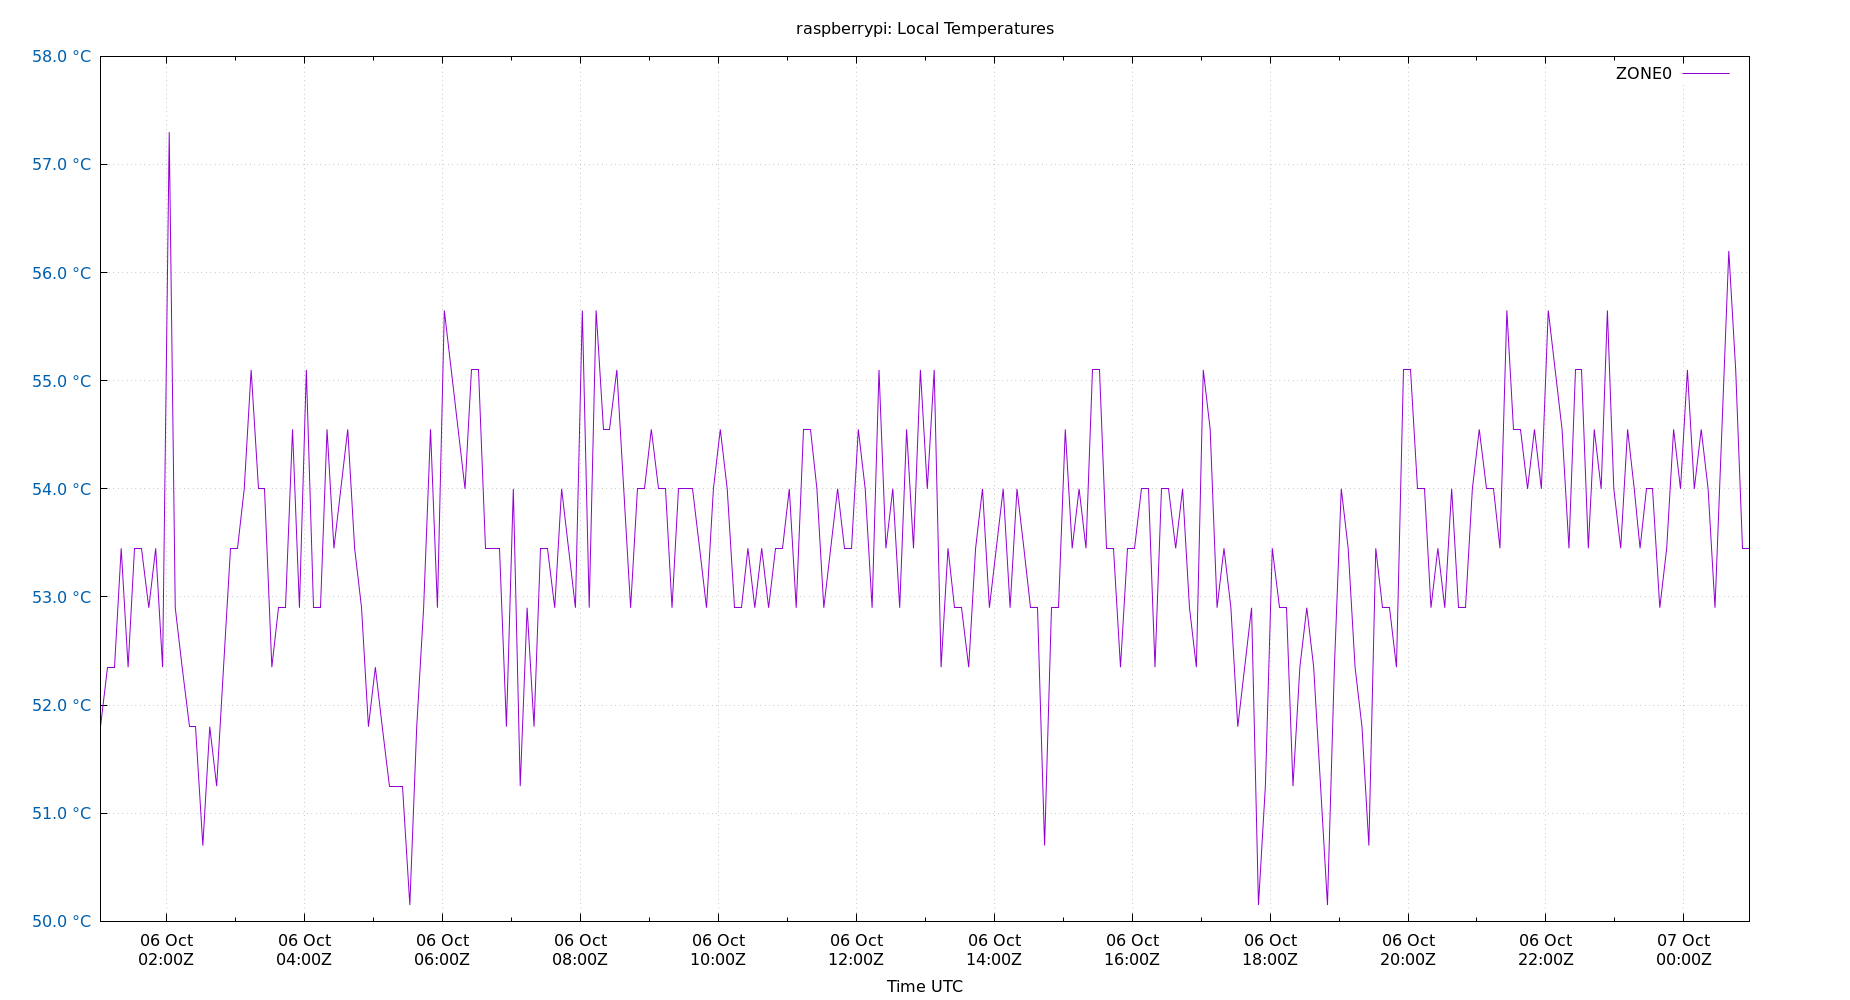 raspberrypi: Local Temperatures
58.0 °C
ZONE0
57.0 °C
56.0 °C
55.0 °C
54.0 °C
53.0 °C
52.0 °C
51.0 °C
50.0 °C
06 Oct 06 Oct 06 Oct 06 Oct 06 Oct 06 Oct 06 Oct 06 Oct 06 Oct 06 Oct 06 Oct 07 Oct
02:00Z 04:00Z 06:00Z 08:00Z 10:00Z 12:00Z 14:00Z 16:00Z 18:00Z 20:00Z 22:00Z 00:00Z
Time UTC